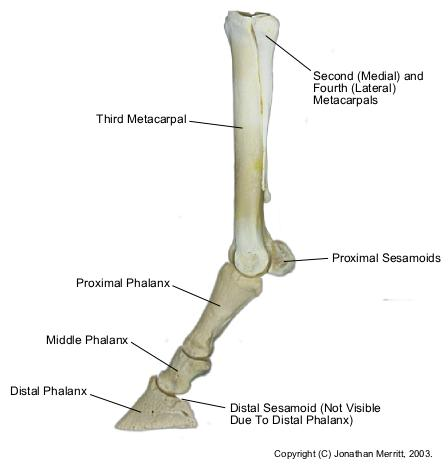 Second (Medial) and
Fourth (Lateral)
Metacarpals
Third Metacarpal
Proximal Sesamoids
Proximal Phalanx
Middle Phalanx
Distal Phalanx
Distal Sesamoid (Not Visible
Due To Distal Phalanx)
Copyright (C) Jonathan Merritt, 2003.